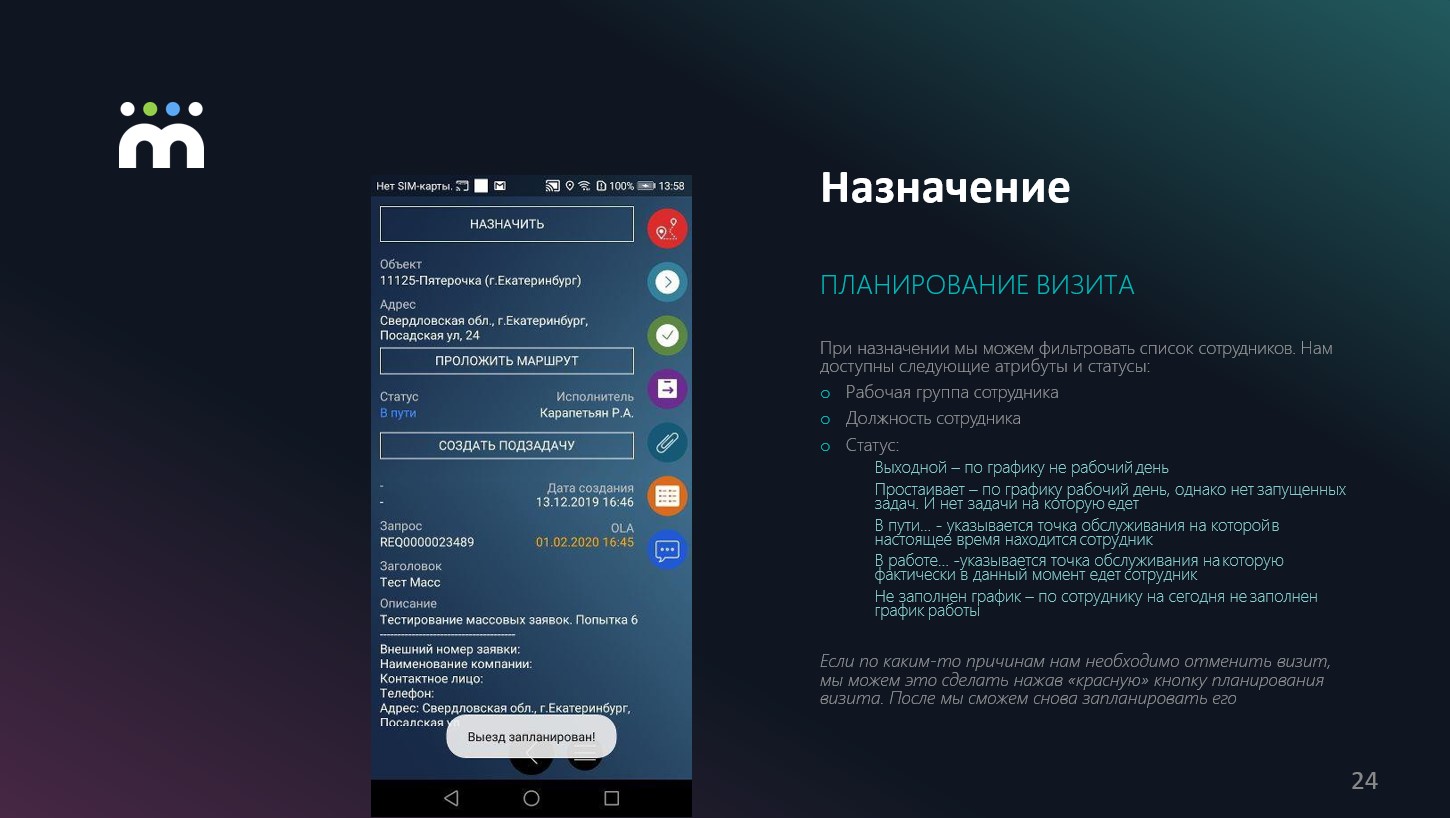 Нет SIM-карты. 100% 13:58
НАЗНАЧИТЬ
Объект
11125-Пятерочка (г.Екатеринбург)
Адрес
Свердловская обл., г.Екатеринбург,
Посадская ул, 24
ПРОЛОЖИТЬ МАРШРУТ
Статус Исполнитель
В пути Карапетьян Р.А.
СОЗДАТЬ ПОДЗАДАЧУ
- Дата создания
- 13.12.2019 16:46
Запрос OLA
REQ0000023489 01.02.2020 16:45
Заголовок
Тест Масс
Описание
Тестирование массовых заявок. Попытка 6
---------------------------------------
Внешний номер заявки:
Наименование компании:
Контактное лицо:
Телефон:
Адрес: Свердловская обл., г.Екатеринбург,
Посадская
Выезд запланирован!
Назначение
ПЛАНИРОВАНИЕ ВИЗИТА
При назначении мы можем фильтровать список сотрудников. Нам
доступны следующие атрибуты и статусы:
o Рабочая группа сотрудника
o Должность сотрудника
o Статус:
Выходной – по графику не рабочий день
Простаивает – по графику рабочий день, однако нет запущенных
задач. И нет задачи на которую едет
В пути... - указывается точка обслуживания на которой в
настоящее время находится сотрудник
В работе... -указывается точка обслуживания на которую
фактически в данный момент едет сотрудник
Не заполнен график – по сотруднику на сегодня не заполнен
график работы
Если по каким-то причинам нам необходимо отменить визит,
мы можем это сделать нажав «красную» кнопку планирования
визита. После мы сможем снова запланировать его
24